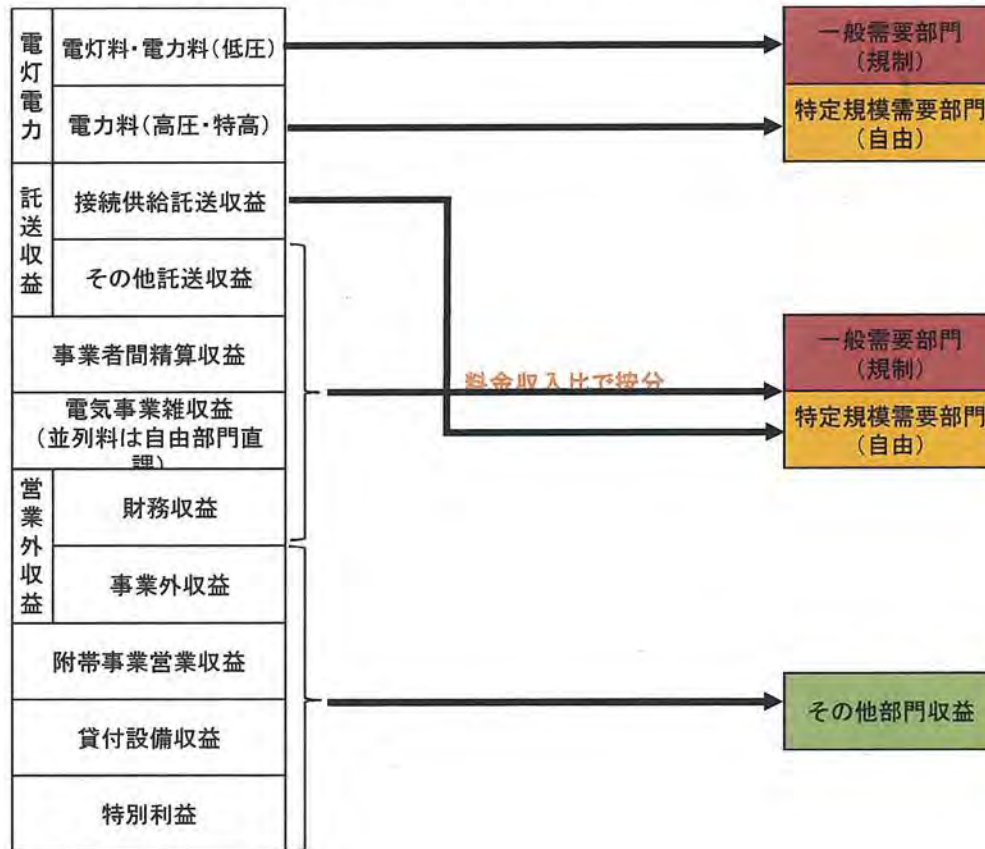 電灯電力
電灯料・電力料(低圧)
電力料(高圧・特高)
託送収益
接続供給託送収益
その他託送収益
事業者間精算収益
電気事業雑収益
(並列料は自由部門直
課)
営業外収益
財務収益
事業外収益
附帯事業営業収益
貸付設備収益
特別利益
料金収入比で按分
一般需要部門
(規制)
特定規模需要部門
(自由)
一般需要部門
(規制)
特定規模需要部門
(自由)
その他部門収益